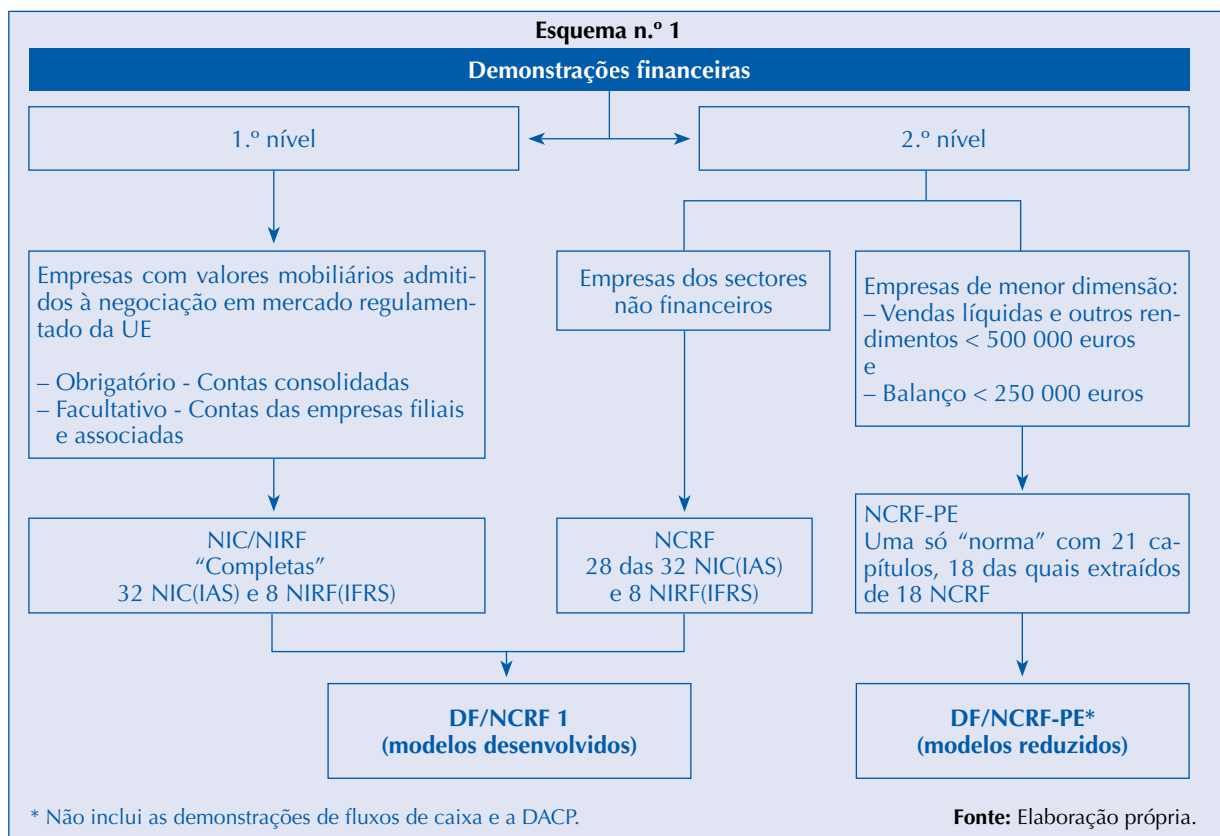 Esquema n.º 1
Demonstrações financeiras
1.º nível
2.º nível
Empresas com valores mobiliários admiti-
dos à negociação em mercado regulamen-
tado da UE
– Obrigatório - Contas consolidadas
– Facultativo - Contas das empresas filiais
e associadas
Empresas dos sectores
não financeiros
Empresas de menor dimensão:
– Vendas líquidas e outros ren-
dimentos < 500 000 euros
e
– Balanço < 250 000 euros
NIC/NIRF
“Completas”
32 NIC(IAS) e 8 NIRF(IFRS)
NCRF
28 das 32 NIC(IAS)
e 8 NIRF(IFRS)
NCRF-PE
Uma só “norma” com 21 ca-
pítulos, 18 das quais extraídos
de 18 NCRF
DF/NCRF 1
(modelos desenvolvidos)
DF/NCRF-PE*
(modelos reduzidos)
* Não inclui as demonstrações de fluxos de caixa e a DACP.
Fonte: Elaboração própria.